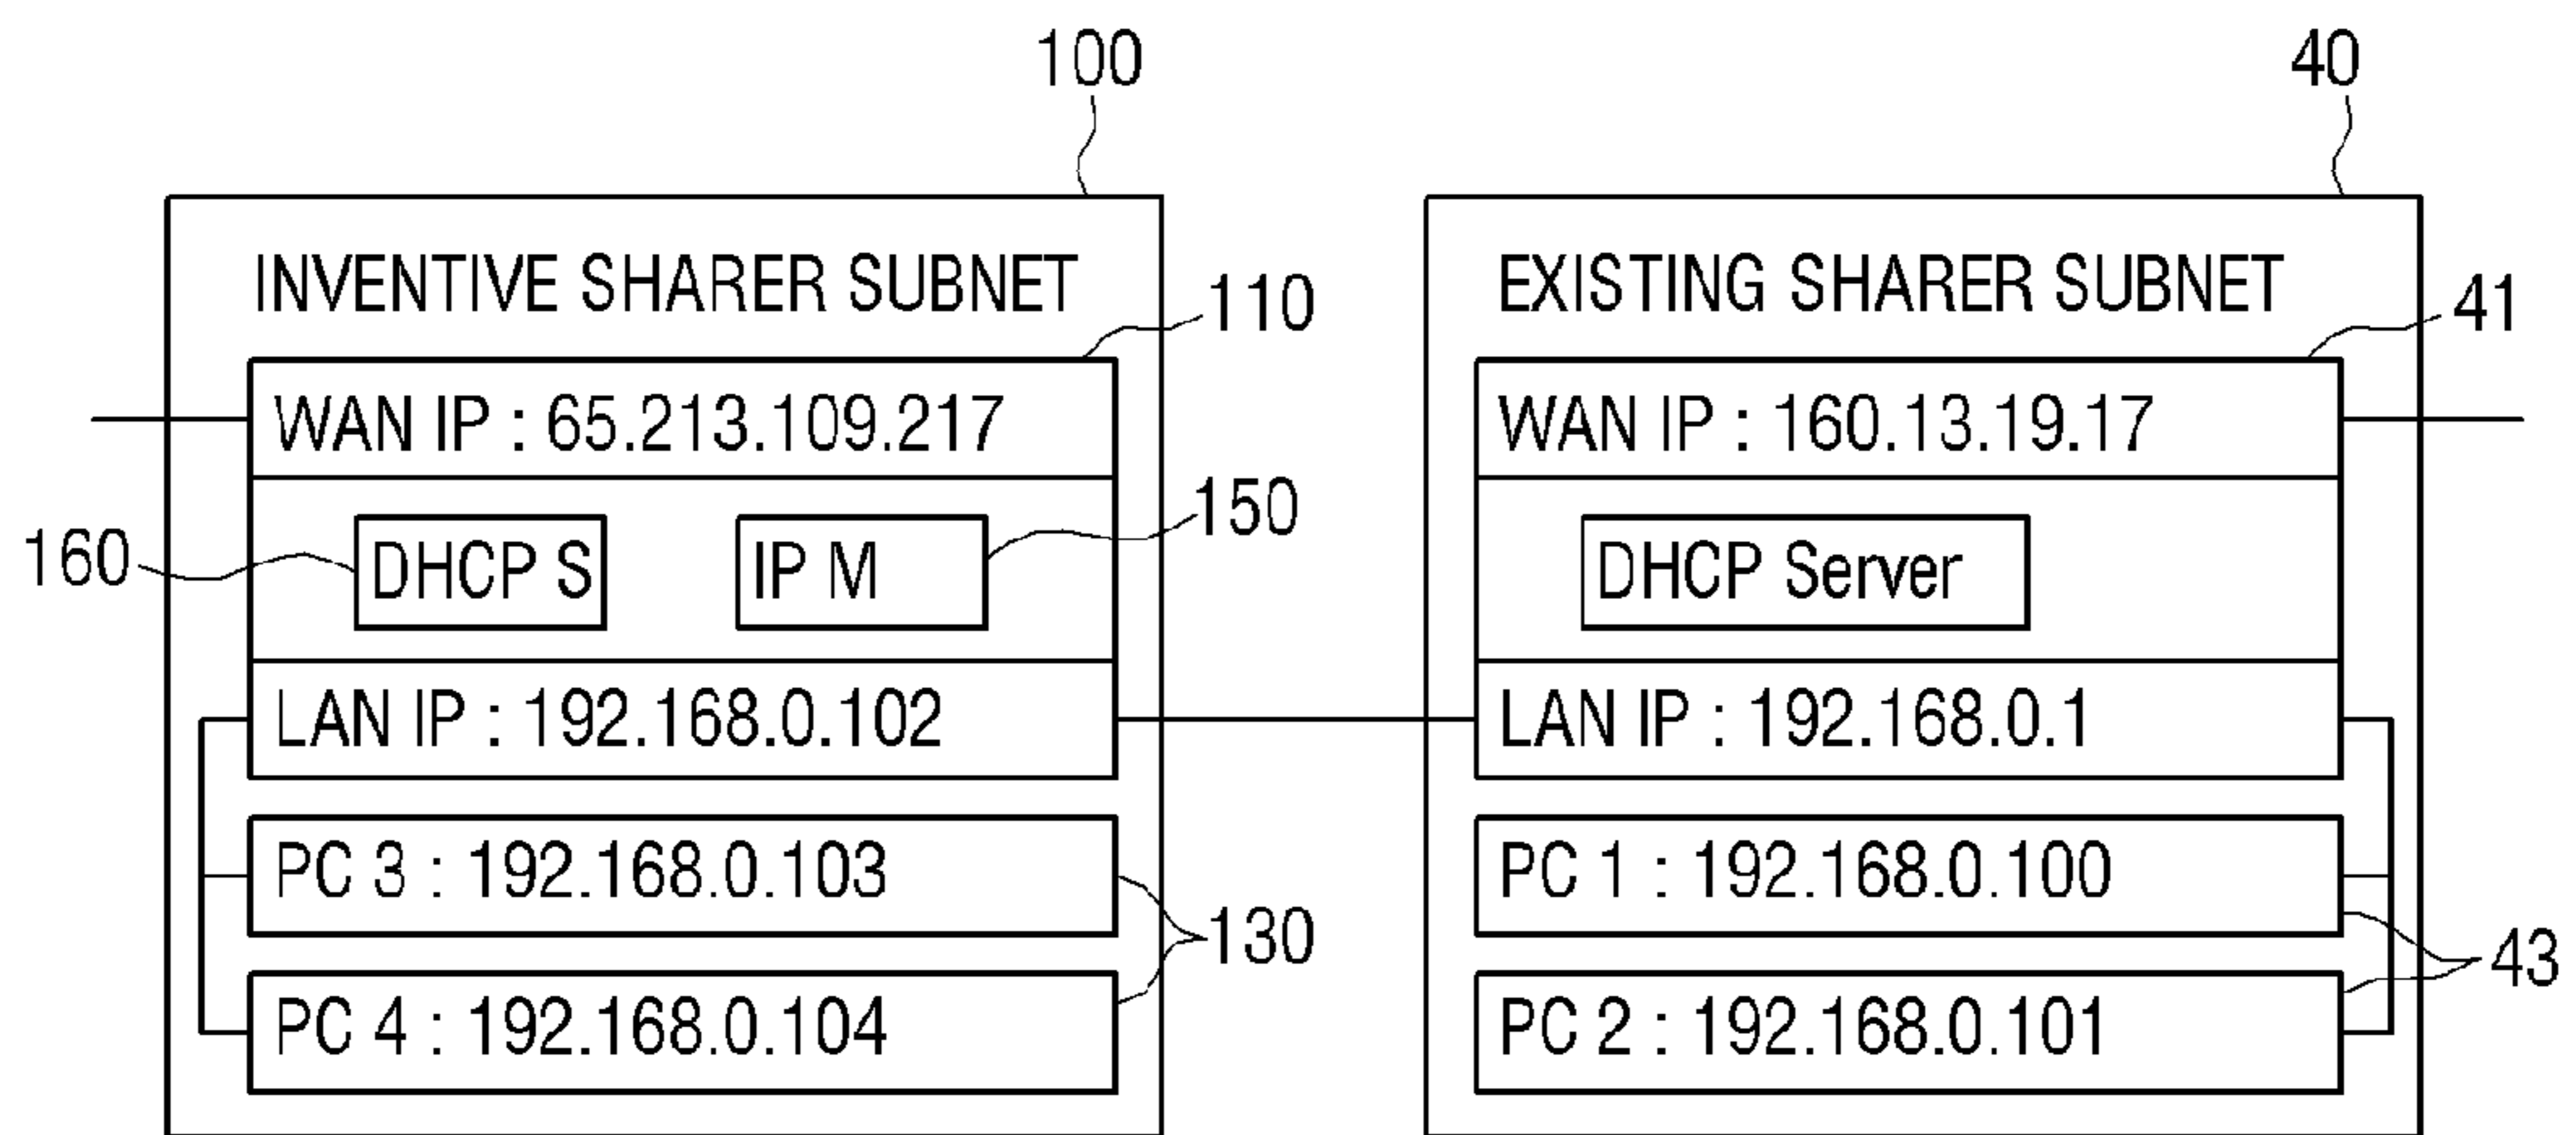 100
INVENTIVE SHARER SUBNET
110
WAN IP : 65.213.109.217
160
DHCP S
IP M
150
LAN IP : 192.168.0.102
PC 3 : 192.168.0.103
130
PC 4 : 192.168.0.104
40
EXISTING SHARER SUBNET
41
WAN IP : 160.13.19.17
DHCP Server
LAN IP : 192.168.0.1
PC 1 : 192.168.0.100
43
PC 2 : 192.168.0.101